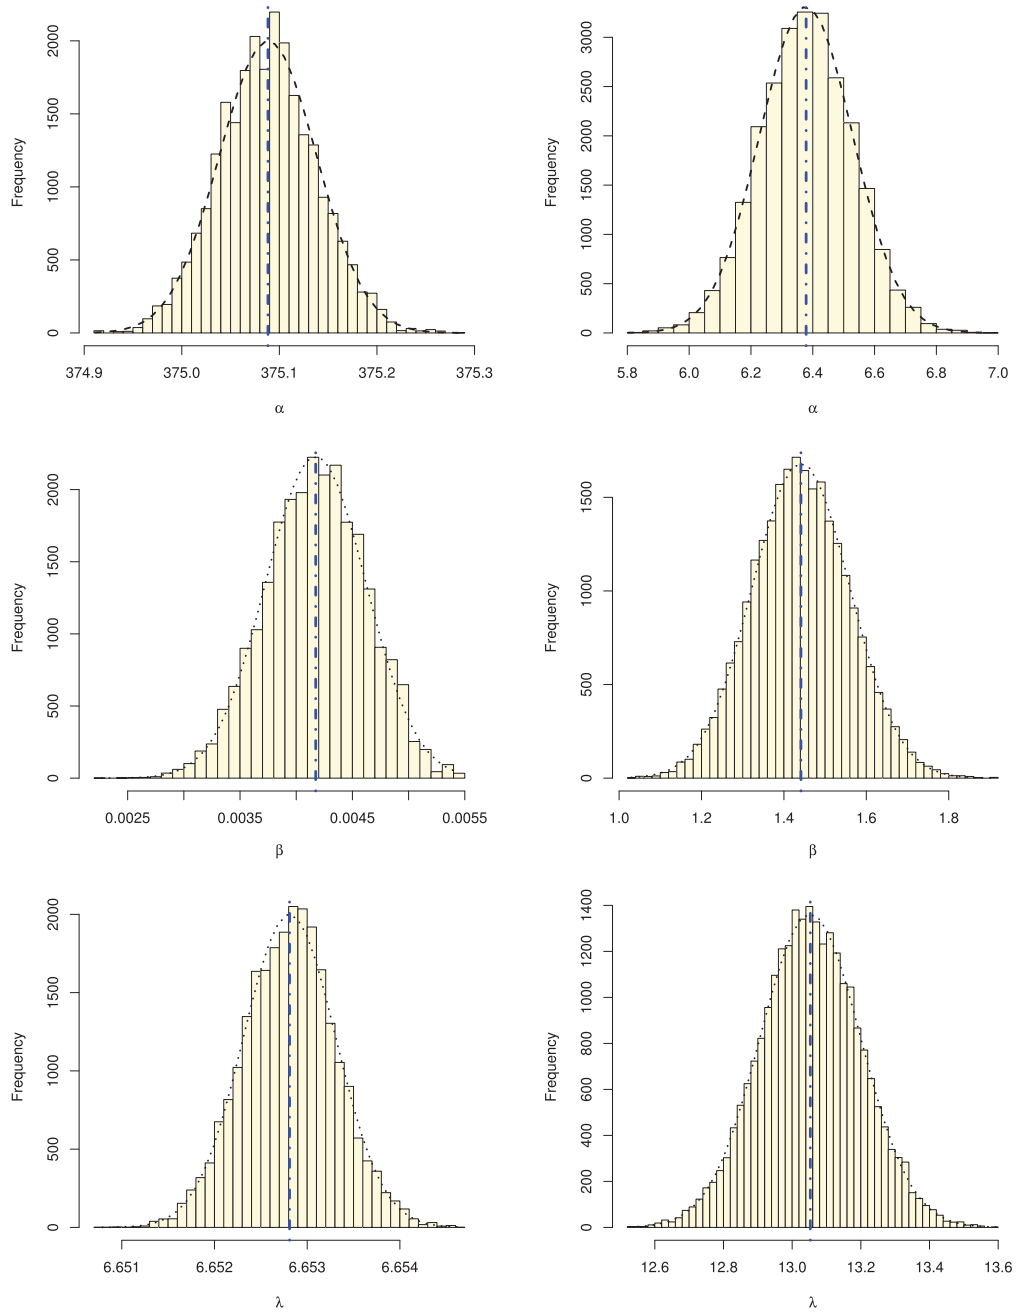 Frequency
0 500 1000 1500 2000
374.9 375.0 375.1 375.2 375.3
α
Frequency
0 500 1000 1500 2000 2500 3000
5.8 6.0 6.2 6.4 6.6 6.8 7.0
α
Frequency
0 500 1000 1500 2000
0.0025 0.0035 0.0045 0.0055
β
Frequency
0 500 1000 1500
1.0 1.2 1.4 1.6 1.8
β
Frequency
0 500 1000 1500 2000
6.651 6.652 6.653 6.654
λ
Frequency
0 200 400 600 800 1000 1200 1400
12.6 12.8 13.0 13.2 13.4 13.6
λ